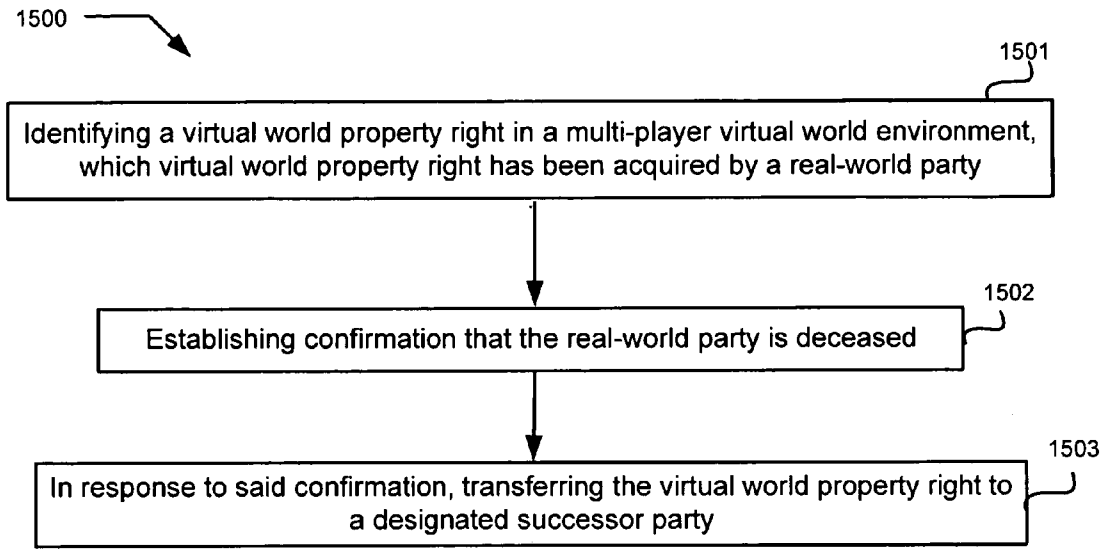 1500
1501
Identifying a virtual world property right in a multi-player virtual world environment,
which virtual world property right has been acquired by a real-world party
1502
Establishing confirmation that the real-world party is deceased
1503
In response to said confirmation, transferring the virtual world property right to
a designated successor party